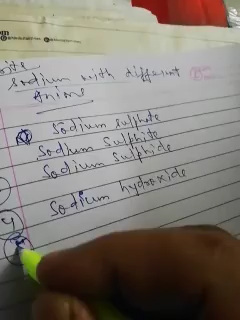 Sodium with different
Anions
Sodium sulphate
Sodium Sulphite
Sodium Sulphide
Sodium hydroxide